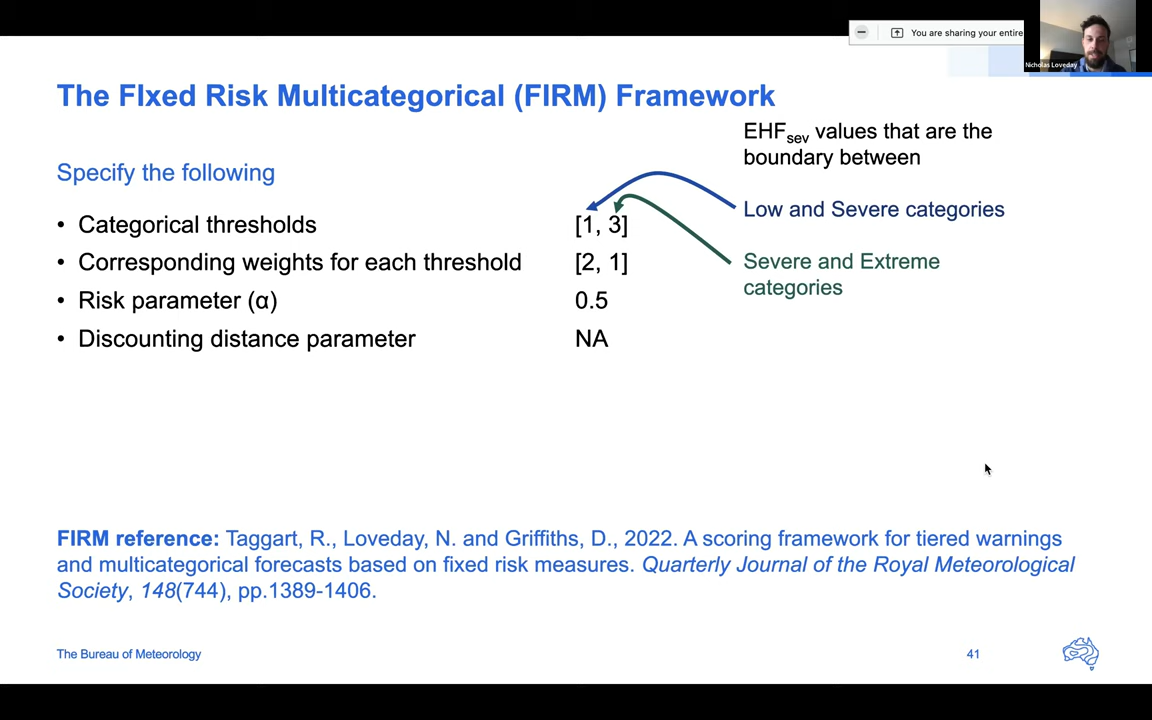 You are sharing your entire
Nicholas Loveday
The FIxed Risk Multicategorical (FIRM) Framework
EHFsev values that are the
boundary between
Specify the following
Low and Severe categories
• Categorical thresholds [1, 3]
• Corresponding weights for each threshold [2, 1]
Severe and Extreme
categories
• Risk parameter (α) 0.5
• Discounting distance parameter NA
FIRM reference: Taggart, R., Loveday, N. and Griffiths, D., 2022. A scoring framework for tiered warnings
and multicategorical forecasts based on fixed risk measures. Quarterly Journal of the Royal Meteorological
Society, 148(744), pp.1389-1406.
The Bureau of Meteorology
41